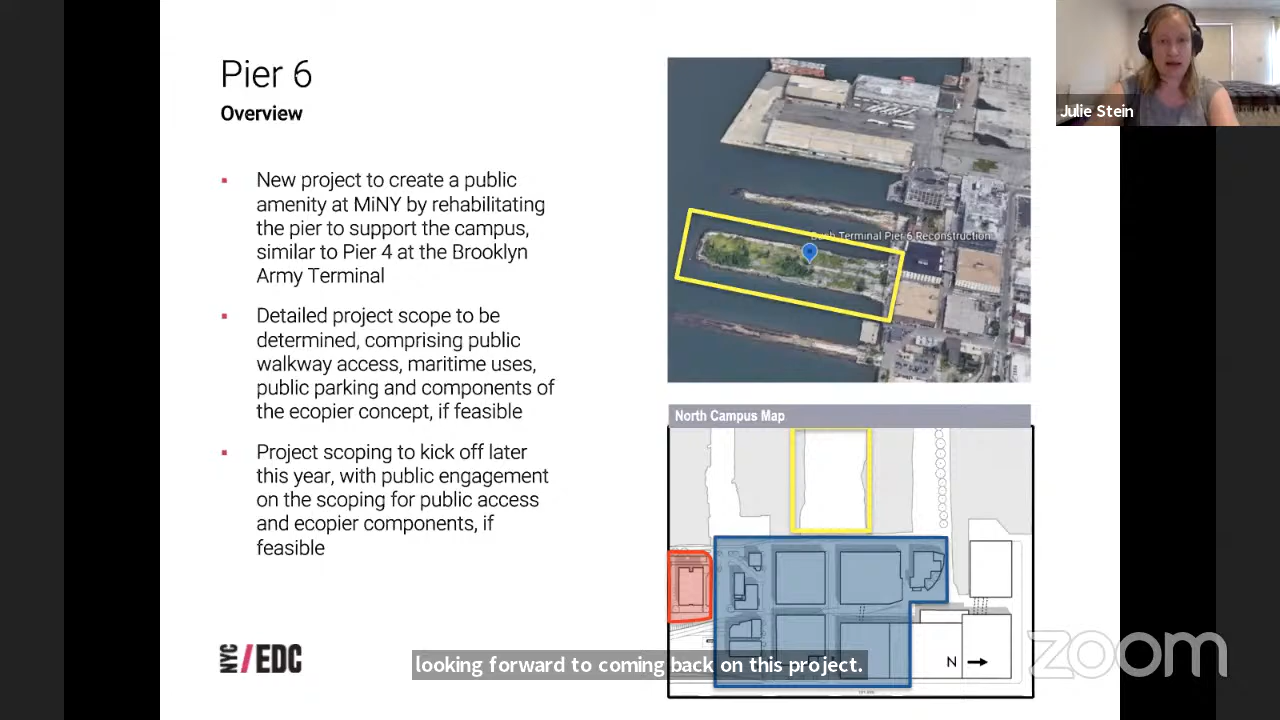 Pier 6
Overview
New project to create a public
amenity at MiNY by rehabilitating
the pier to support the campus,
similar to Pier 4 at the Brooklyn
Army Terminal
Detailed project scope to be
determined, comprising public
walkway access, maritime uses,
public parking and components of
the ecopier concept, if feasible
Project scoping to kick off later
this year, with public engagement
on the scoping for public access
and ecopier components, if
feasible
NYC
EDC
Julie Stein
Terminal Pier 6 Reconstruction
North Campus Map
N
looking forward to coming back on this project.
zoom